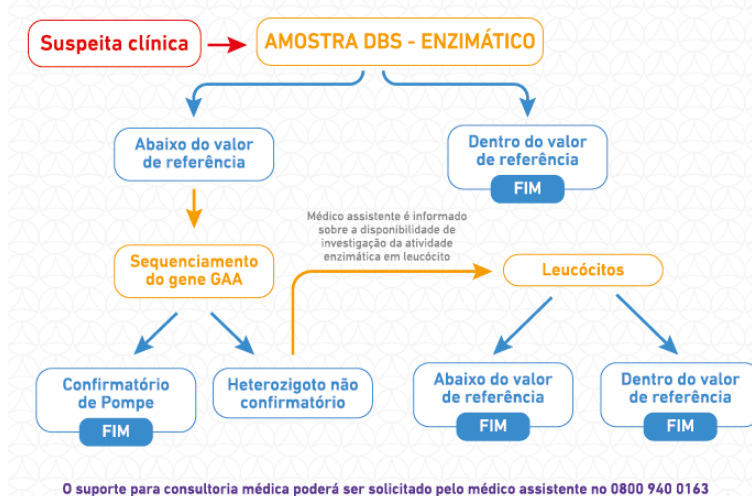 Suspeita clínica
AMOSTRA DBS - ENZIMÁTICO
Abaixo do valor
de referência
Dentro do valor
de referência
FIM
Médico assistente é informado
sobre a disponibilidade de
investigação da atividade
enzimática em leucócito
Sequenciamento
do gene GAA
Leucócitos
Confirmatório
de Pompe
FIM
Heterozigoto não
confirmatório
Abaixo do valor
de referência
FIM
Dentro do valor
de referência
FIM
O suporte para consultoria médica poderá ser solicitado pelo médico assistente no 0800 940 0163